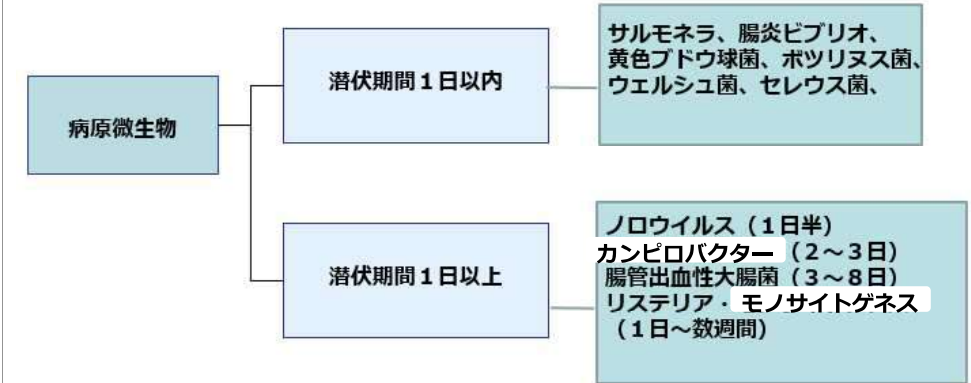 病原微生物
潜伏期間１日以内
サルモネラ、腸炎ビブリオ、
黄色ブドウ球菌、ボツリヌス菌、
ウェルシュ菌、セレウス菌、
潜伏期間１日以上
ノロウイルス（１日半）
カンピロバクター（２～３日）
腸管出血性大腸菌（３～８日）
リステリア・モノサイトゲネス
（１日～数週間)